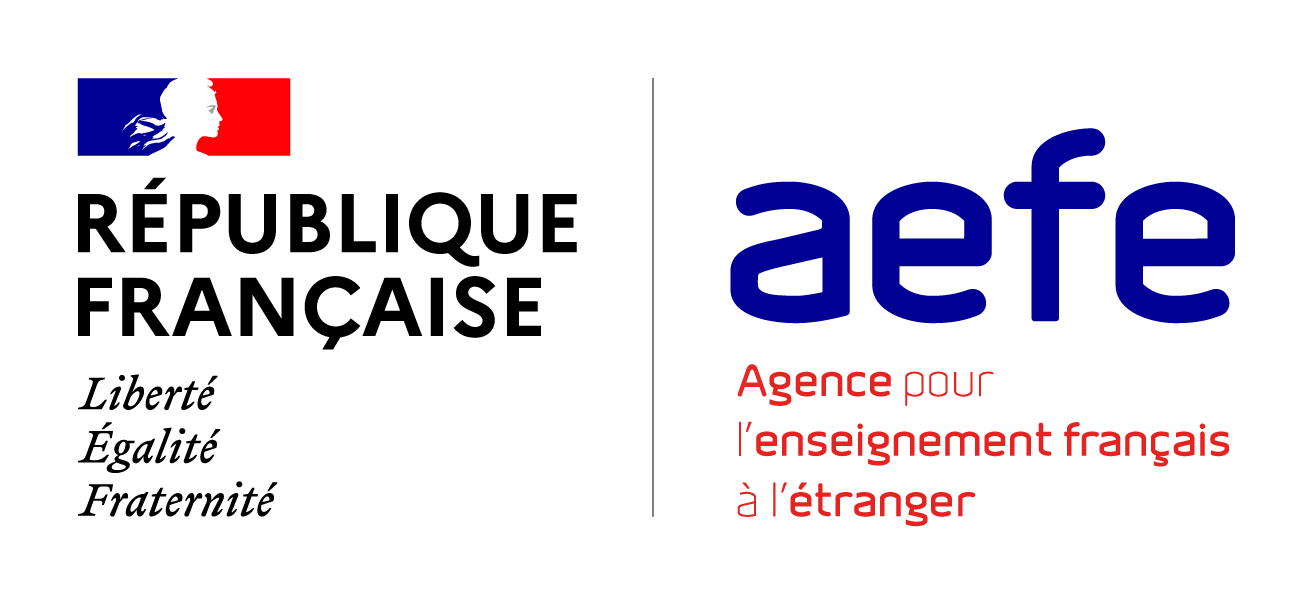 RÉPUBLIQUE
FRANÇAISE
Liberté
Égalité
Fraternité
aefe
Agence pour
l'enseignement français
à l'étranger